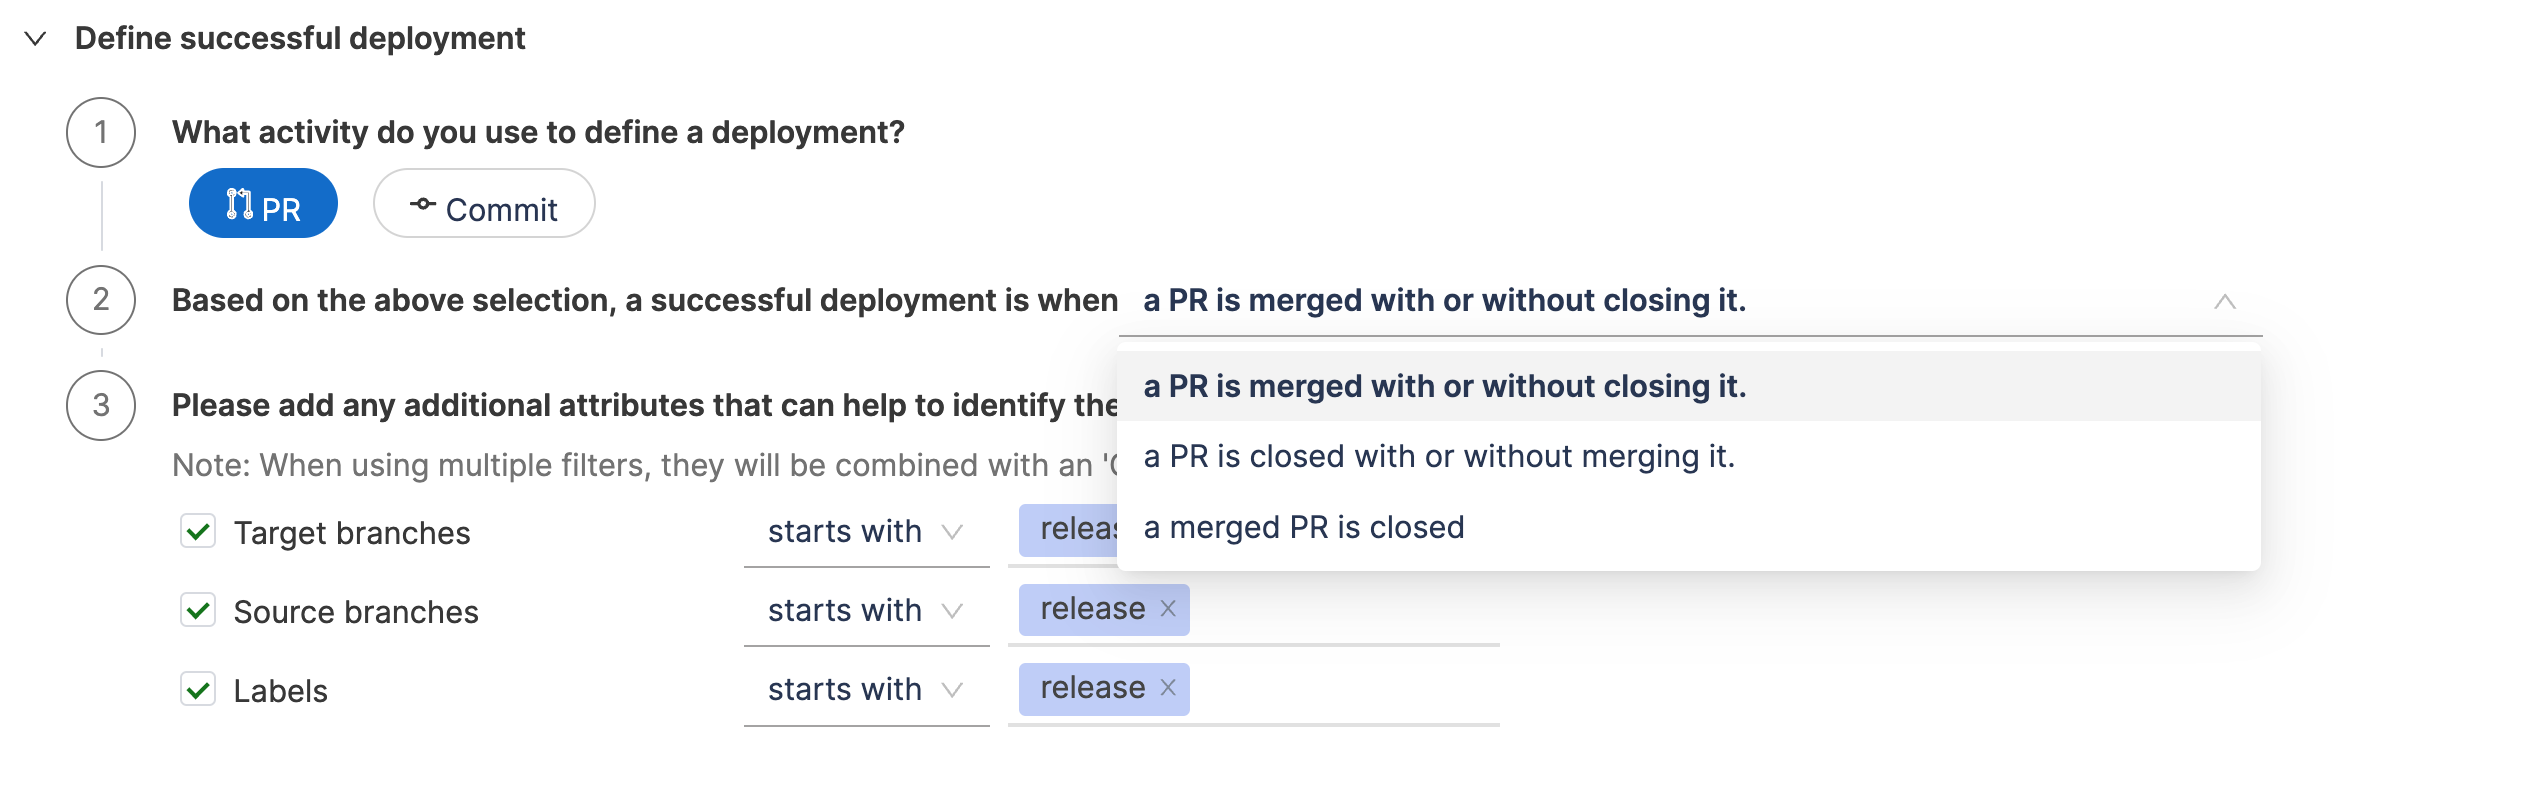 Define successful deployment
1 What activity do you use to define a deployment?
PR Commit
2 Based on the above selection, a successful deployment is when a PR is merged with or without closing it.
a PR is merged with or without closing it.
a PR is closed with or without merging it.
a merged PR is closed
3 Please add any additional attributes that can help to identify the
Note: When using multiple filters, they will be combined with an
Target branches starts with
Source branches starts with release
Labels starts with release